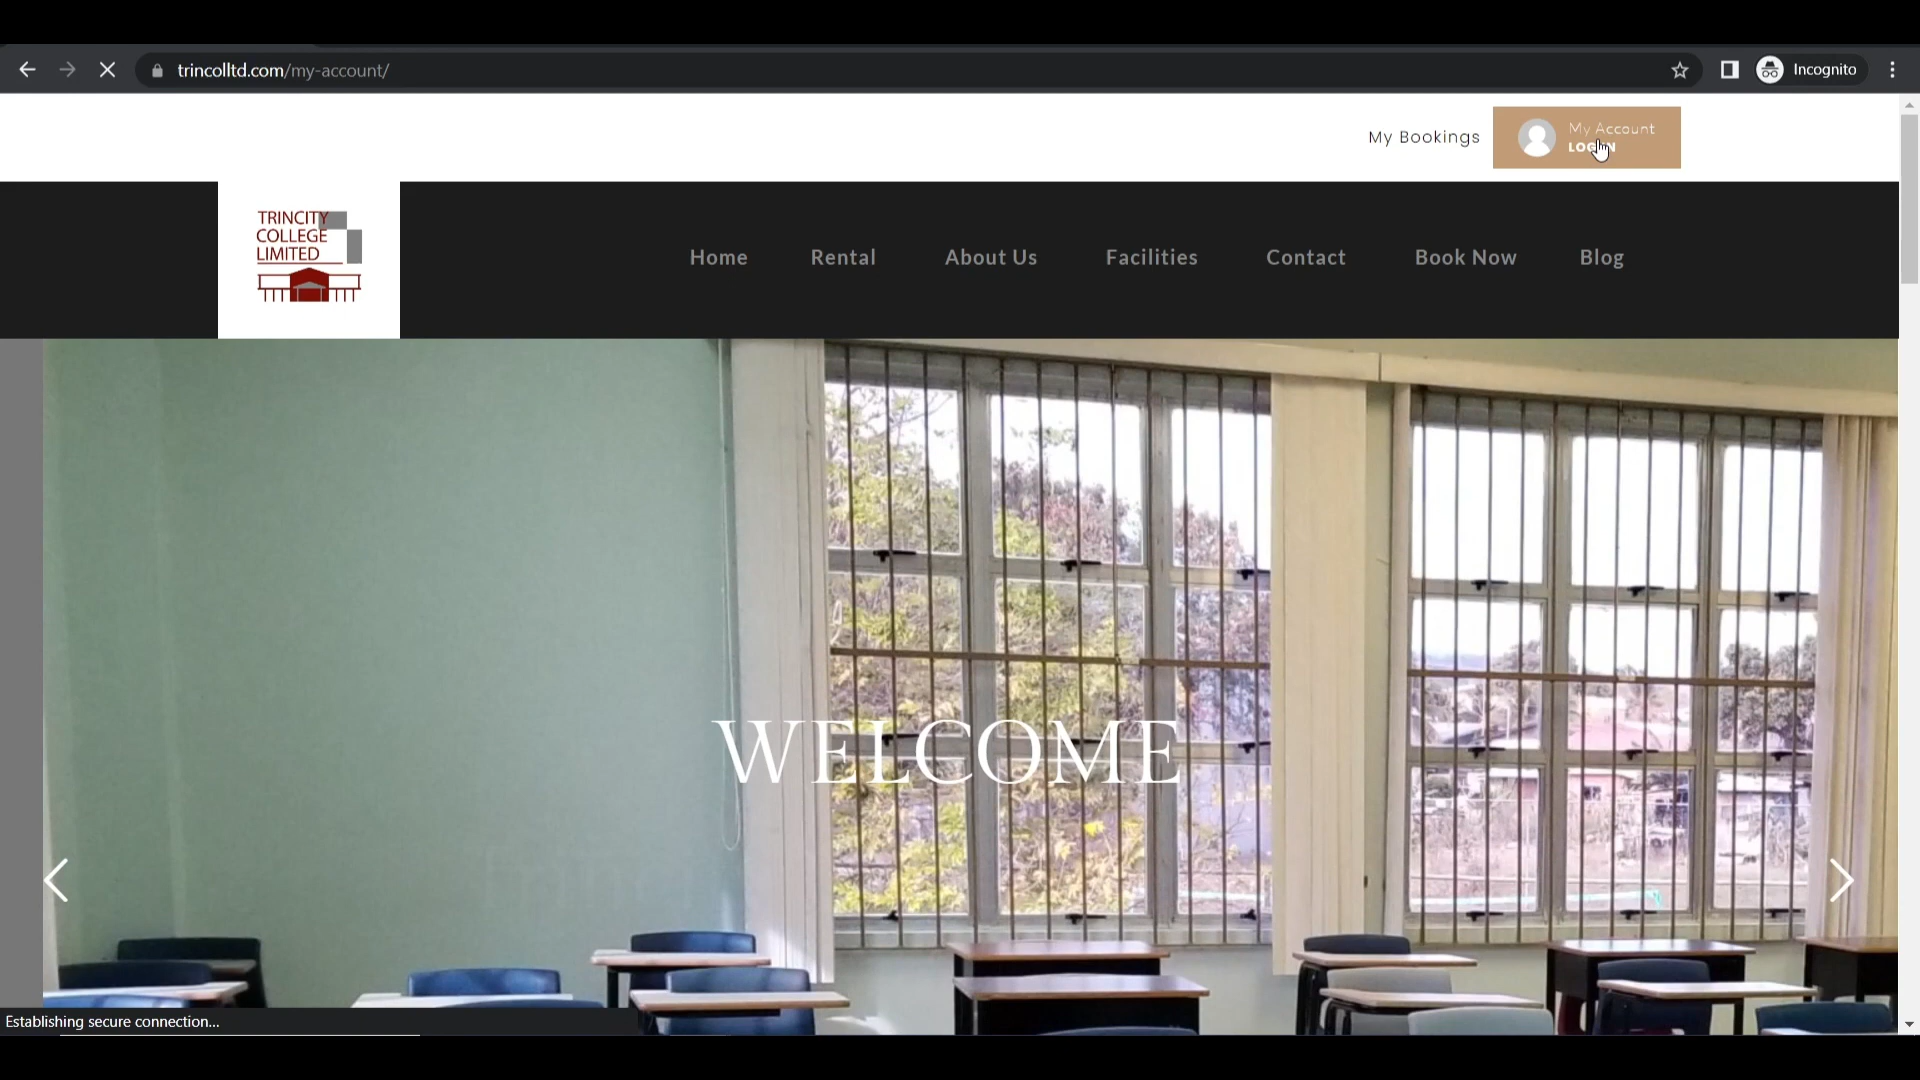 trincolltd.com/my-account/
Incognito
My Bookings
My Account
LOGIN
TRINCITY
COLLEGE
LIMITED
Home
Rental
About Us
Facilities
Contact
Book Now
Blog
WELCOME
Establishing secure connection...